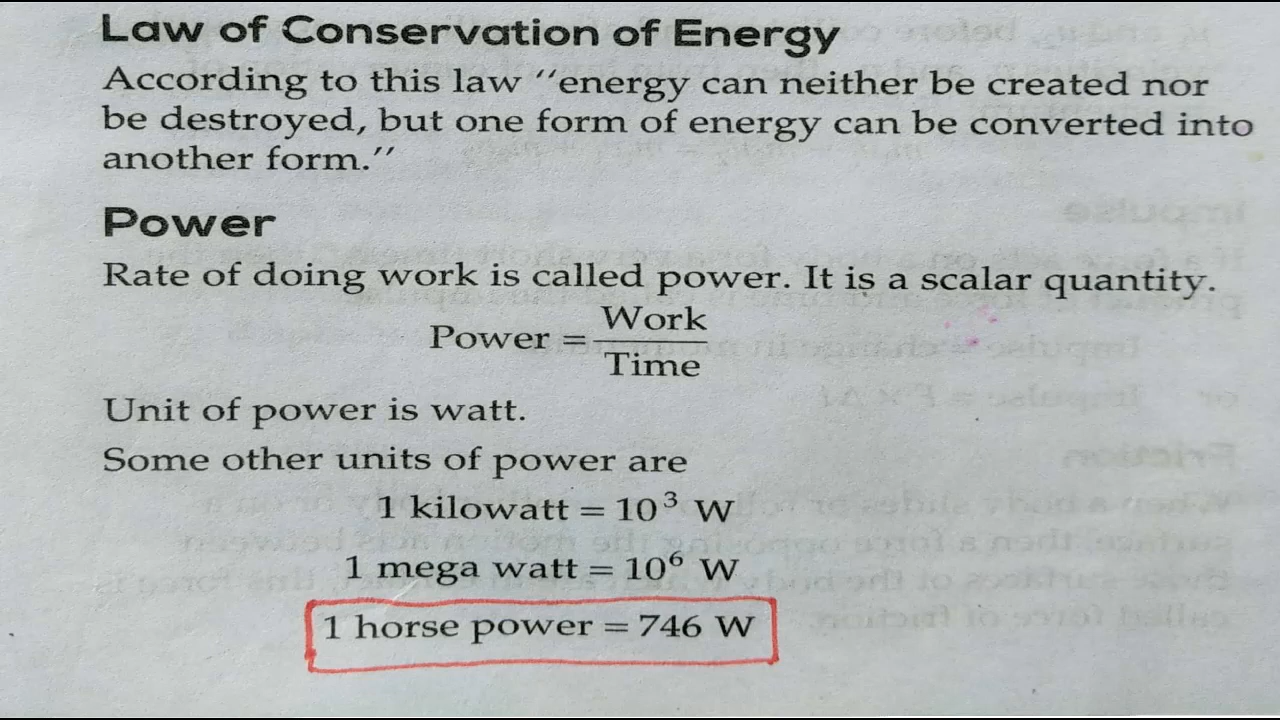 Law of Conservation of Energy
According to this law ‘‘energy can neither be created nor
be destroyed, but one form of energy can be converted into
another form.’’
Power
Rate of doing work is called power. It is a scalar quantity.
Power = Work / Time
Unit of power is watt.
Some other units of power are
1 kilowatt = 10³ W
1 mega watt = 10⁶ W
1 horse power = 746 W